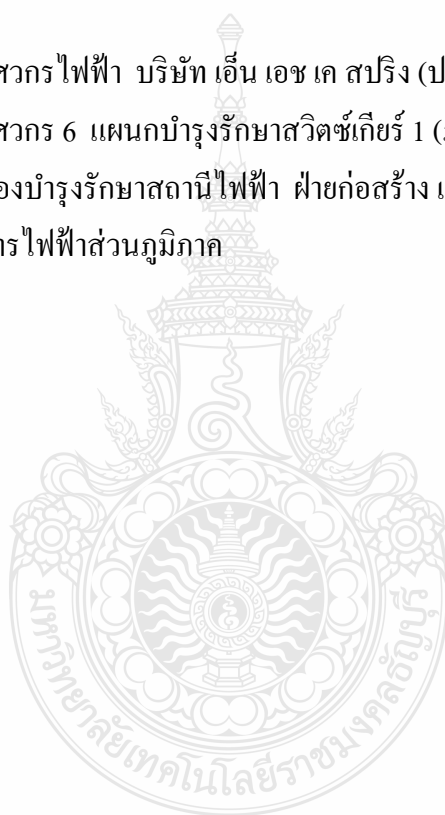 ศวกรไฟฟ้า บริษัท เอ็น เอช เค สปริง (ป
ศวกร 6 แผนกบำรุงรักษาสวิตซ์เกียร์ 1
องบำรุงรักษาสถานีไฟฟ้า ฝ่ายก่อสร้าง
ารไฟฟ้าส่วนภูมิภาค
มหาวิทยาลัยเทคโนโลยีราชมงคลธัญบุรี